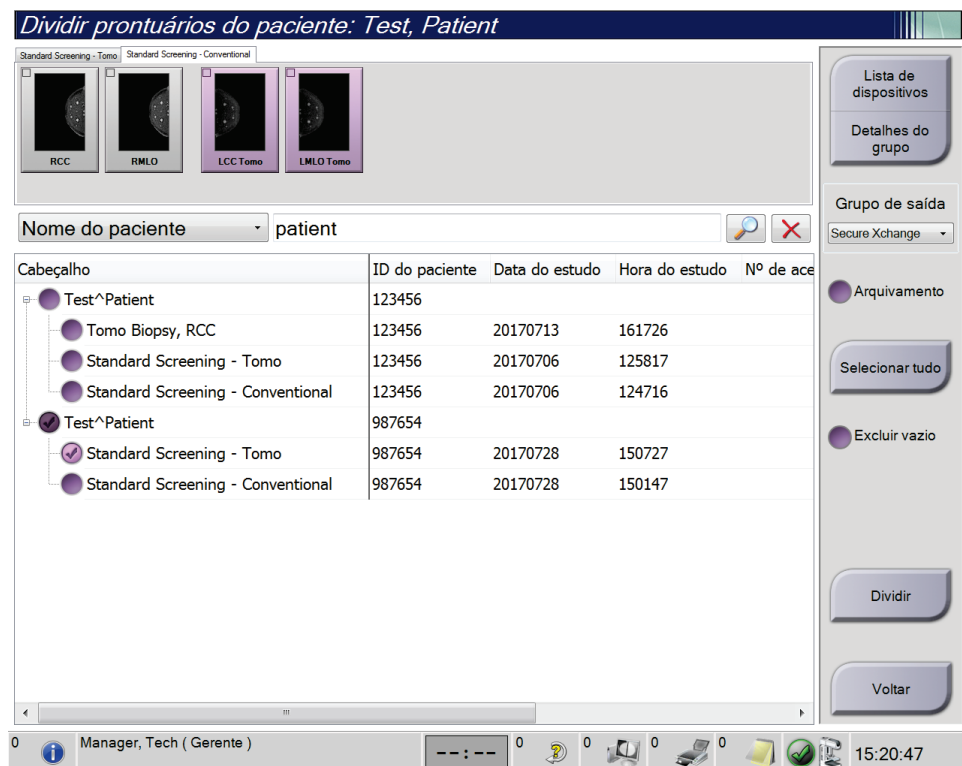 Dividir prontuários do paciente: Test, Patient
Standard Screening - Tomo Standard Screening - Conventional
RCC RMLO LCC Tomo LMLO Tomo
Lista de
dispositivos
Detalhes do
grupo
Grupo de saída
Secure Xchange
Nome do paciente patient
Cabeçalho ID do paciente Data do estudo Hora do estudo Nº de ace
Test^Patient 123456
Tomo Biopsy, RCC 123456 20170713 161726
Standard Screening - Tomo 123456 20170706 125817
Standard Screening - Conventional 123456 20170706 124716
Test^Patient 987654
Standard Screening - Tomo 987654 20170728 150727
Standard Screening - Conventional 987654 20170728 150147
Arquivamento
Selecionar tudo
Excluir vazio
Dividir
Voltar
0 Manager, Tech ( Gerente ) --:-- 0 0 0 0 15:20:47